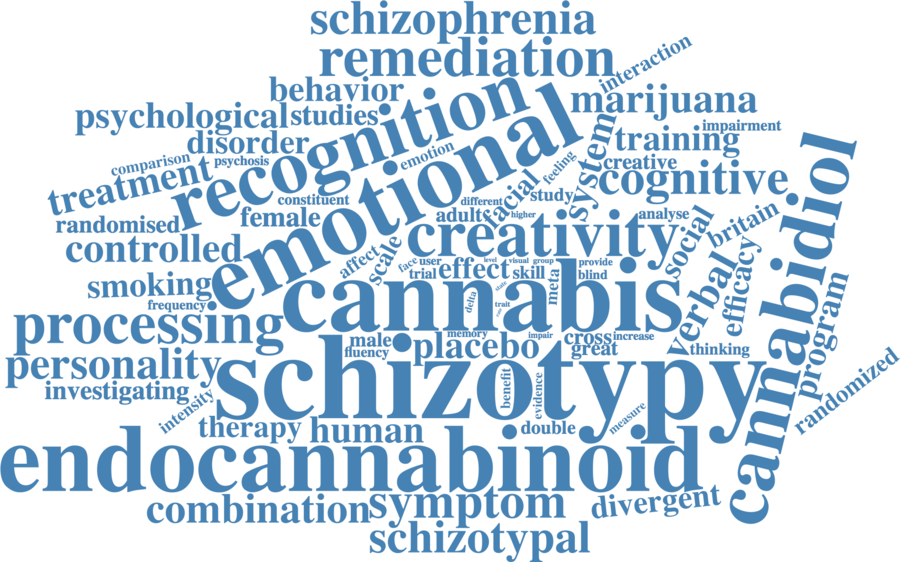 schizophrenia
remediation
interaction
behavior
marijuana
psychological
studies
recognition
emotional
system
training
impairment
disorder
comparison
psychosis
emotion
feeling
creative
cognitive
treatment
constituent
facial
different
study
randomised
female
adult
higher
analyse
britain
controlled
creativity
social
cannabidiol
affect
scale
face
user
level
visual
group
provide
smoking
trial
effect
skill
blind
meta
verbal
efficacy
program
frequency
cannabis
delta
state
trait
processing
male
memory
impair
cross
increase
fluency
placebo
great
thinking
personality
schizotypy
randomized
investigating
benefit
evidence
intensity
measure
therapy
human
double
endocannabinoid
combination
symptom
divergent
schizotypal